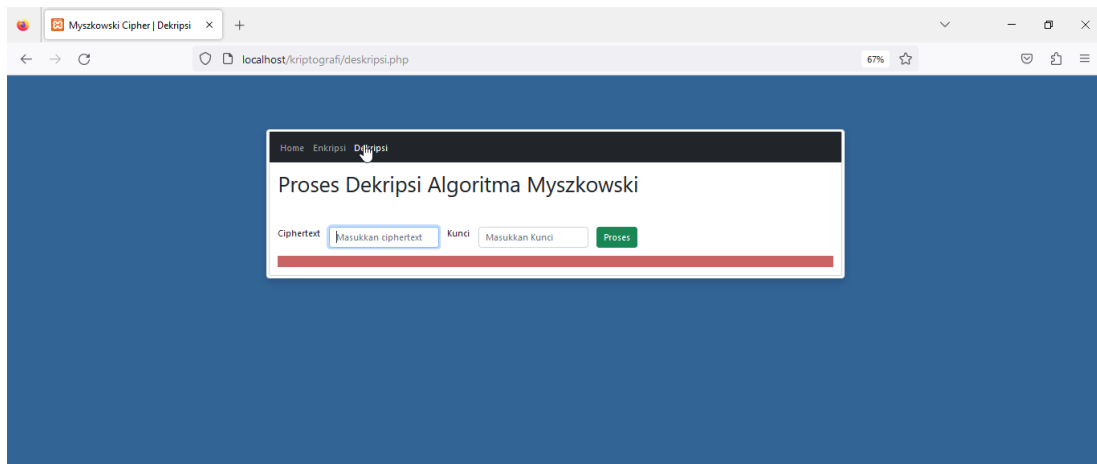 Myszkowski Cipher | Dekripsi
localhost/kriptografi/deskripsi.php 67%
Home Enkripsi Dekripsi
Proses Dekripsi Algoritma Myszkowski
Ciphertext Masukkan ciphertext Kunci Masukkan Kunci Proses